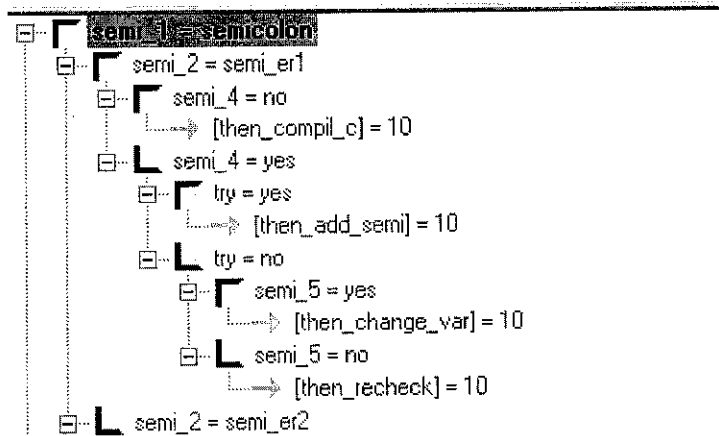 semi_1 = semicolon
semi_2 = semi_er1
semi_4 = no
[then_compil_c] = 10
semi_4 = yes
try = yes
[then_add_semi] = 10
try = no
semi_5 = yes
[then_change_var] = 10
semi_5 = no
[then_recheck] = 10
semi_2 = semi_er2